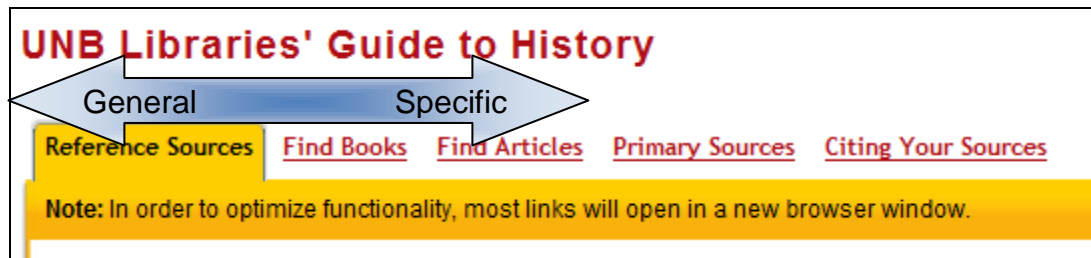 UNB Libraries' Guide to History
General Specific
Reference Sources Find Books Find Articles Primary Sources Citing Your Sources
Note: In order to optimize functionality, most links will open in a new browser window.